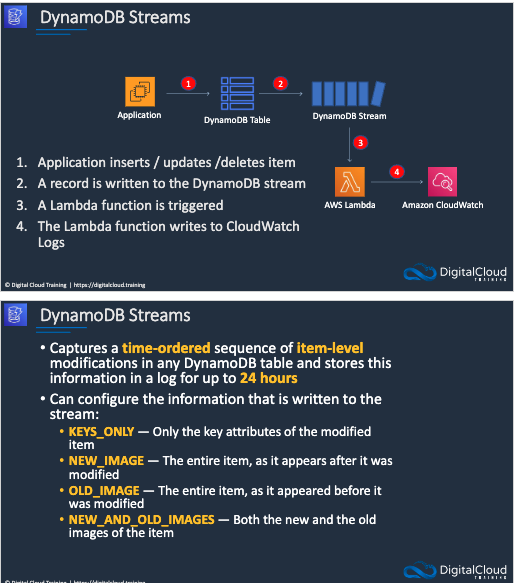 DynamoDB Streams
1
2
Application
DynamoDB Table
DynamoDB Stream
3
1. Application inserts / updates /deletes item
2. A record is written to the DynamoDB stream
4
3. A Lambda function is triggered
AWS Lambda
Amazon CloudWatch
4. The Lambda function writes to CloudWatch
Logs
DigitalCloud
TRAINING
© Digital Cloud Training | https://digitalcloud.training
DynamoDB Streams
• Captures a time-ordered sequence of item-level
modifications in any DynamoDB table and stores this
information in a log for up to 24 hours
• Can configure the information that is written to the
stream:
• KEYS_ONLY — Only the key attributes of the modified
item
• NEW_IMAGE — The entire item, as it appears after it was
modified
• OLD_IMAGE — The entire item, as it appeared before it
was modified
• NEW_AND_OLD_IMAGES — Both the new and the old
images of the item
DigitalCloud
TRAINING
© Digital Cloud Training | https://digitalcloud.training